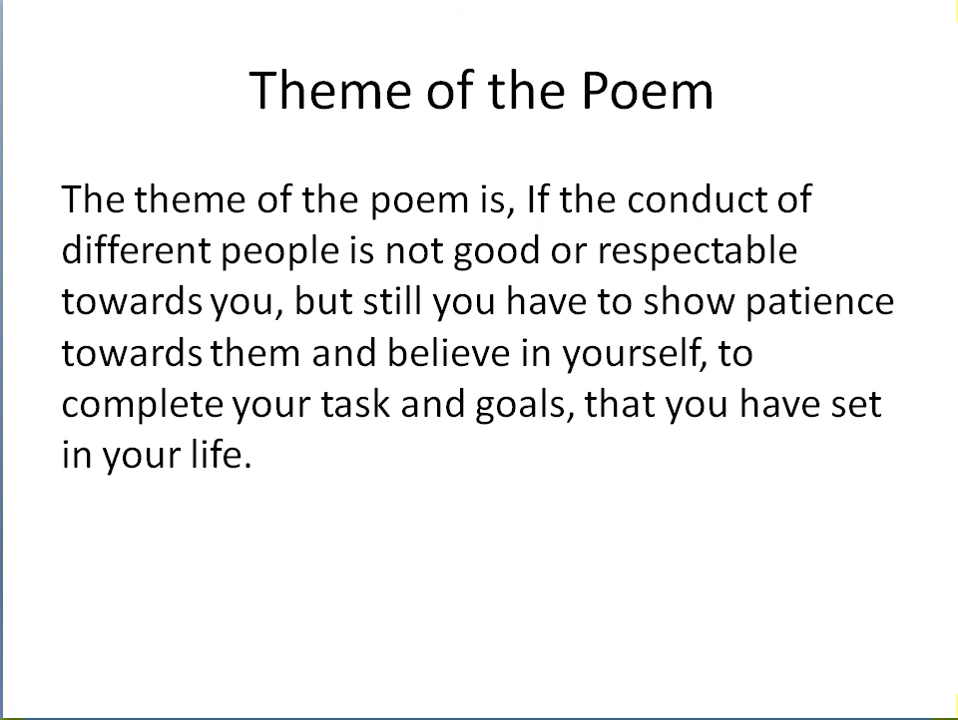 Theme of the Poem
The theme of the poem is, If the conduct of
different people is not good or respectable
towards you, but still you have to show patience
towards them and believe in yourself, to
complete your task and goals, that you have set
in your life.